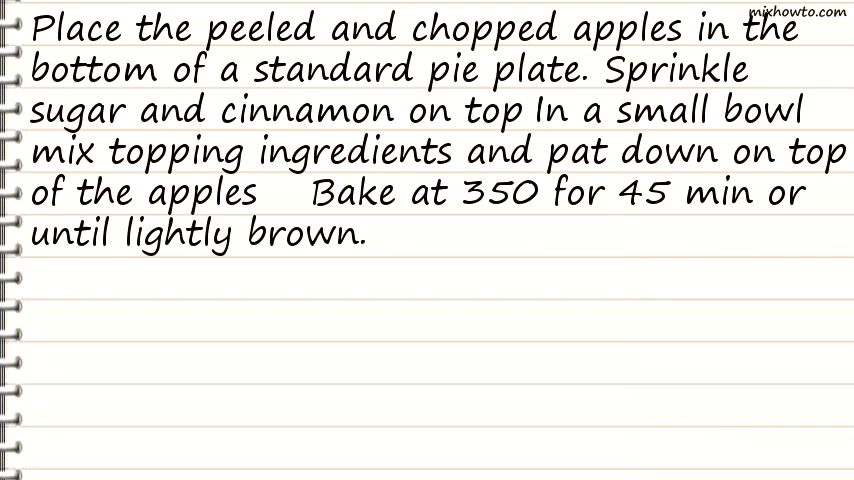 mixhowto.com
Place the peeled and chopped apples in the
bottom of a standard pie plate. Sprinkle
sugar and cinnamon on top In a small bowl
mix topping ingredients and pat down on top
of the apples    Bake at 350 for 45 min or
until lightly brown.